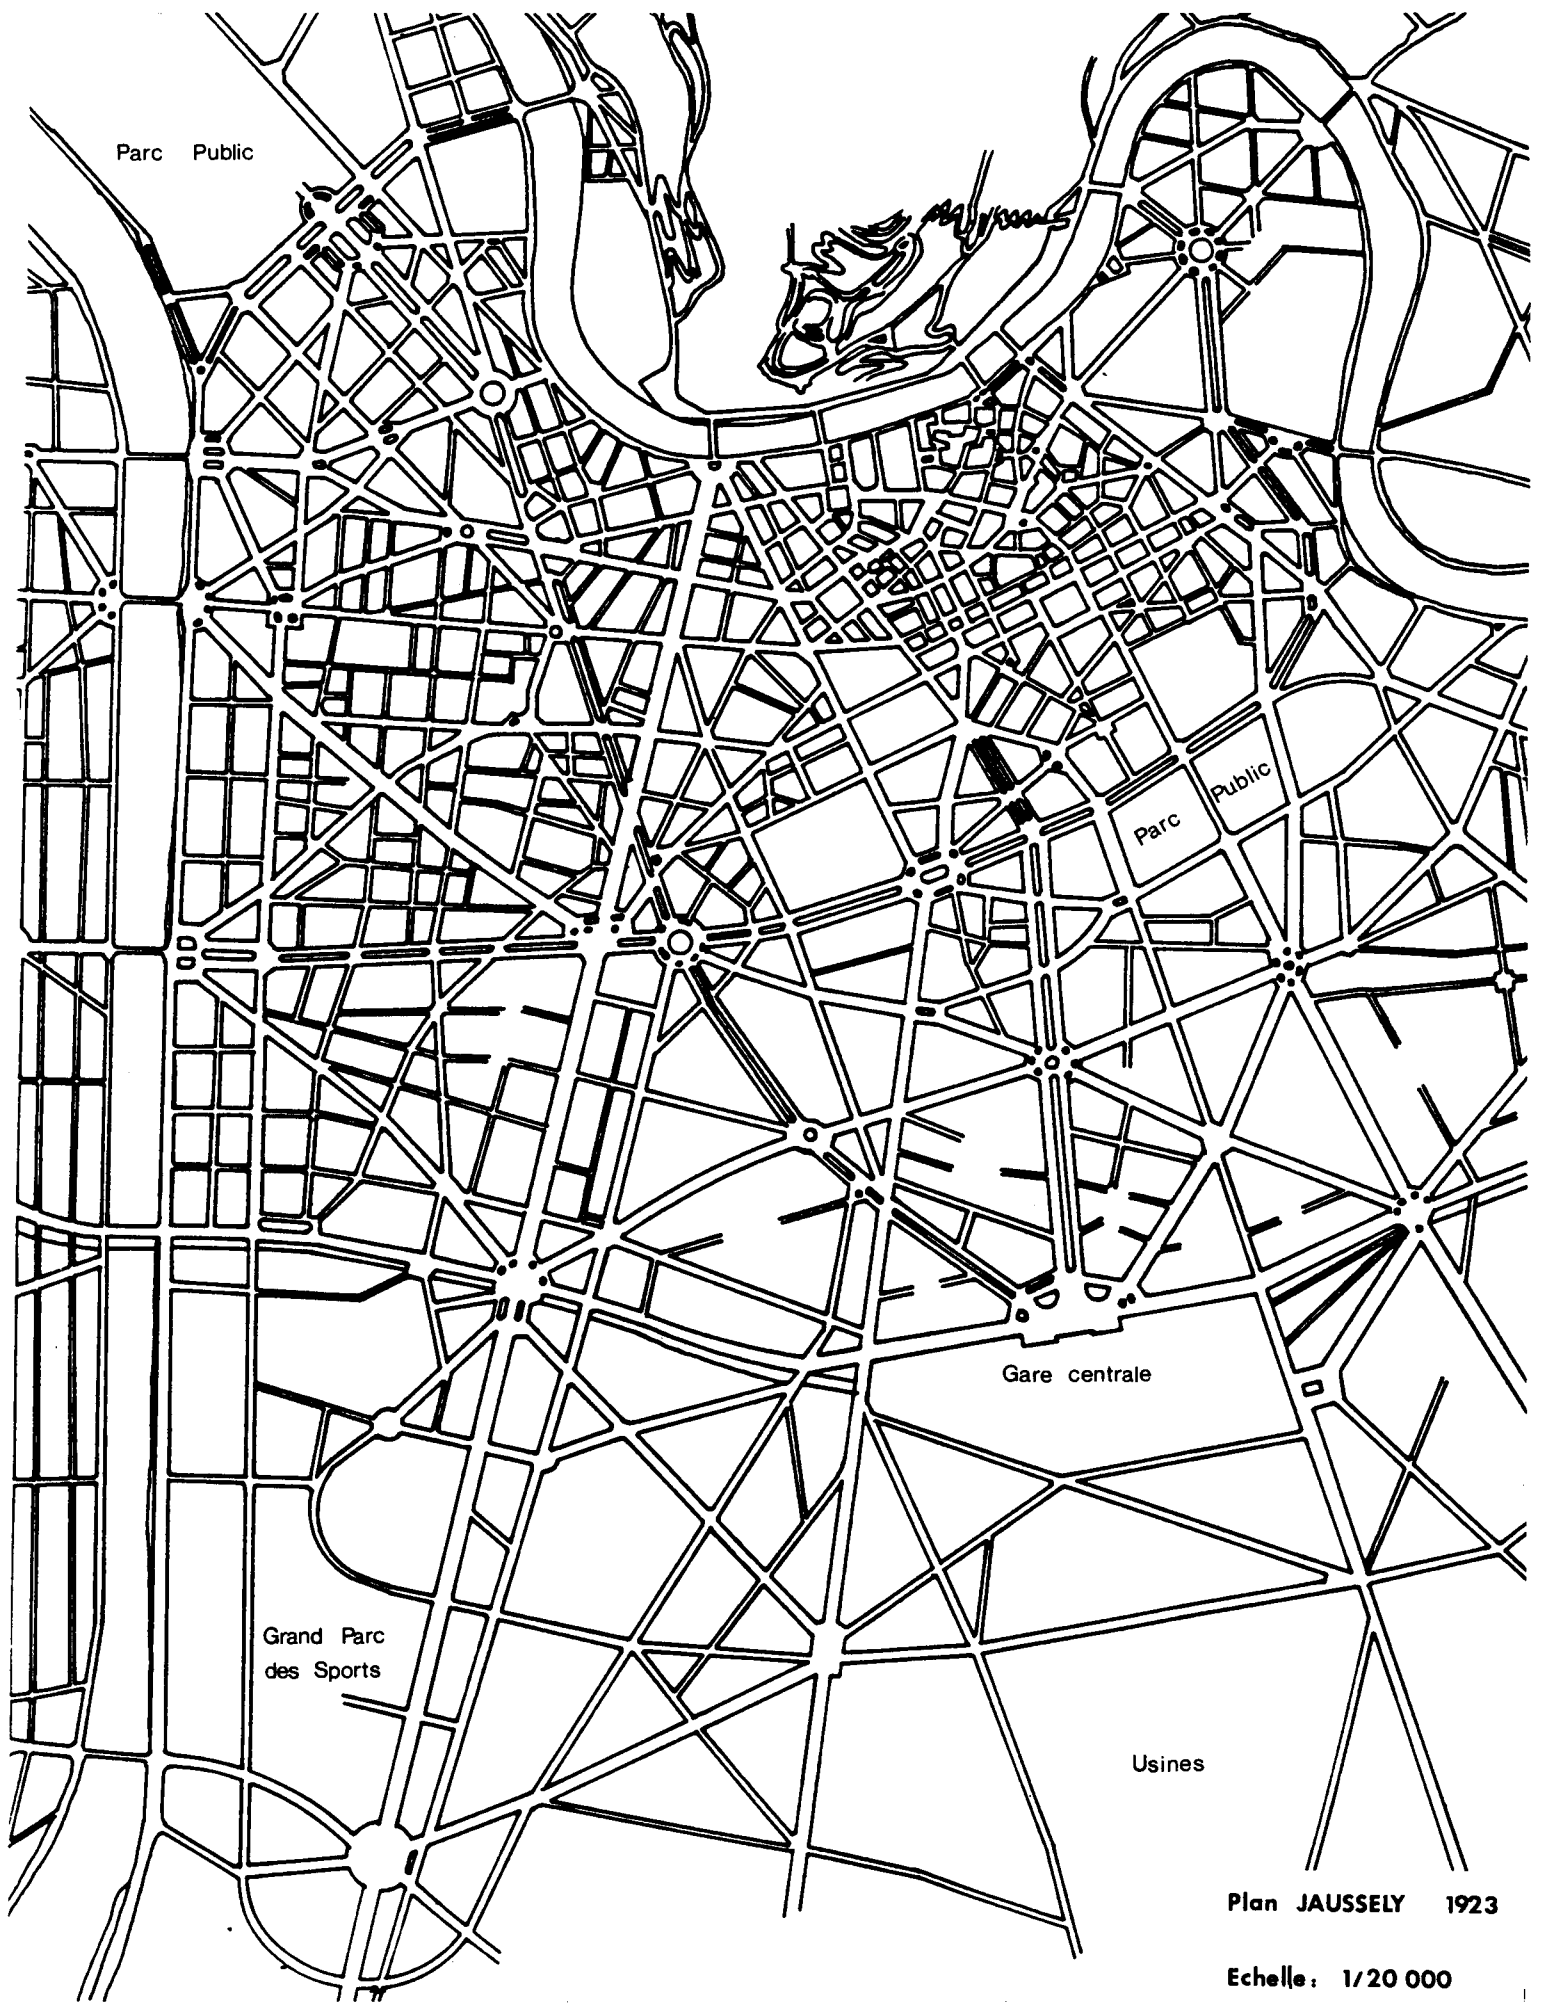 Parc Public
Parc Public
Gare centrale
Grand Parc
des Sports
Usines
Plan JAUSSELY 1923
Echelle: 1/20 000